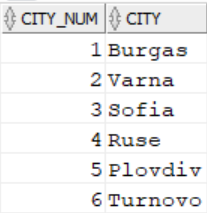 CITY_NUM CITY
1 Burgas
2 Varna
3 Sofia
4 Ruse
5 Plovdiv
6 Turnovo